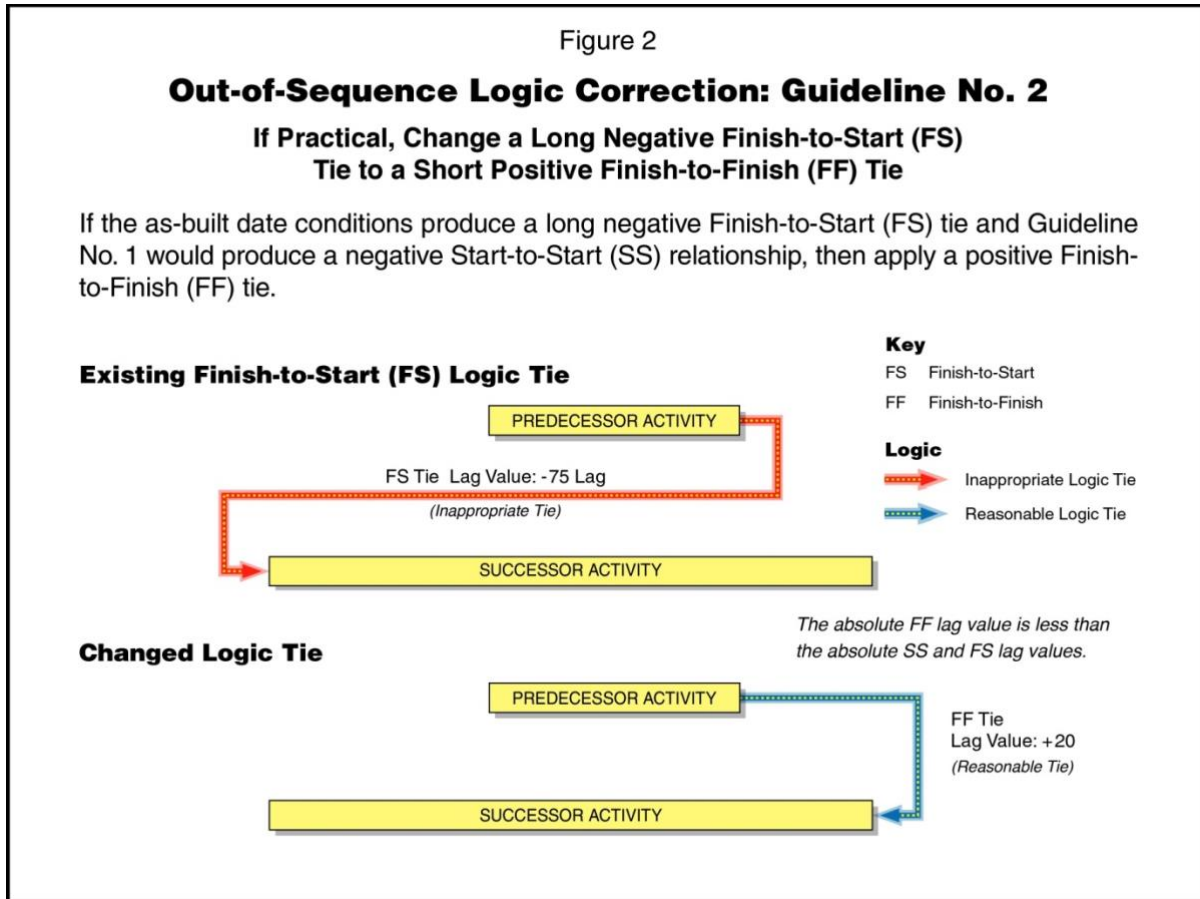 Figure 2
Out-of-Sequence Logic Correction: Guideline No. 2
If Practical, Change a Long Negative Finish-to-Start (FS)
Tie to a Short Positive Finish-to-Finish (FF) Tie
If the as-built date conditions produce a long negative Finish-to-Start (FS) tie and Guideline
No. 1 would produce a negative Start-to-Start (SS) relationship, then apply a positive Finish-
to-Finish (FF) tie.
Existing Finish-to-Start (FS) Logic Tie
PREDECESSOR ACTIVITY
FS Tie Lag Value: -75 Lag
(Inappropriate Tie)
SUCCESSOR ACTIVITY
Key
FS Finish-to-Start
FF Finish-to-Finish
Logic
Inappropriate Logic Tie
Reasonable Logic Tie
Changed Logic Tie
The absolute FF lag value is less than
the absolute SS and FS lag values.
PREDECESSOR ACTIVITY
FF Tie
Lag Value: +20
(Reasonable Tie)
SUCCESSOR ACTIVITY